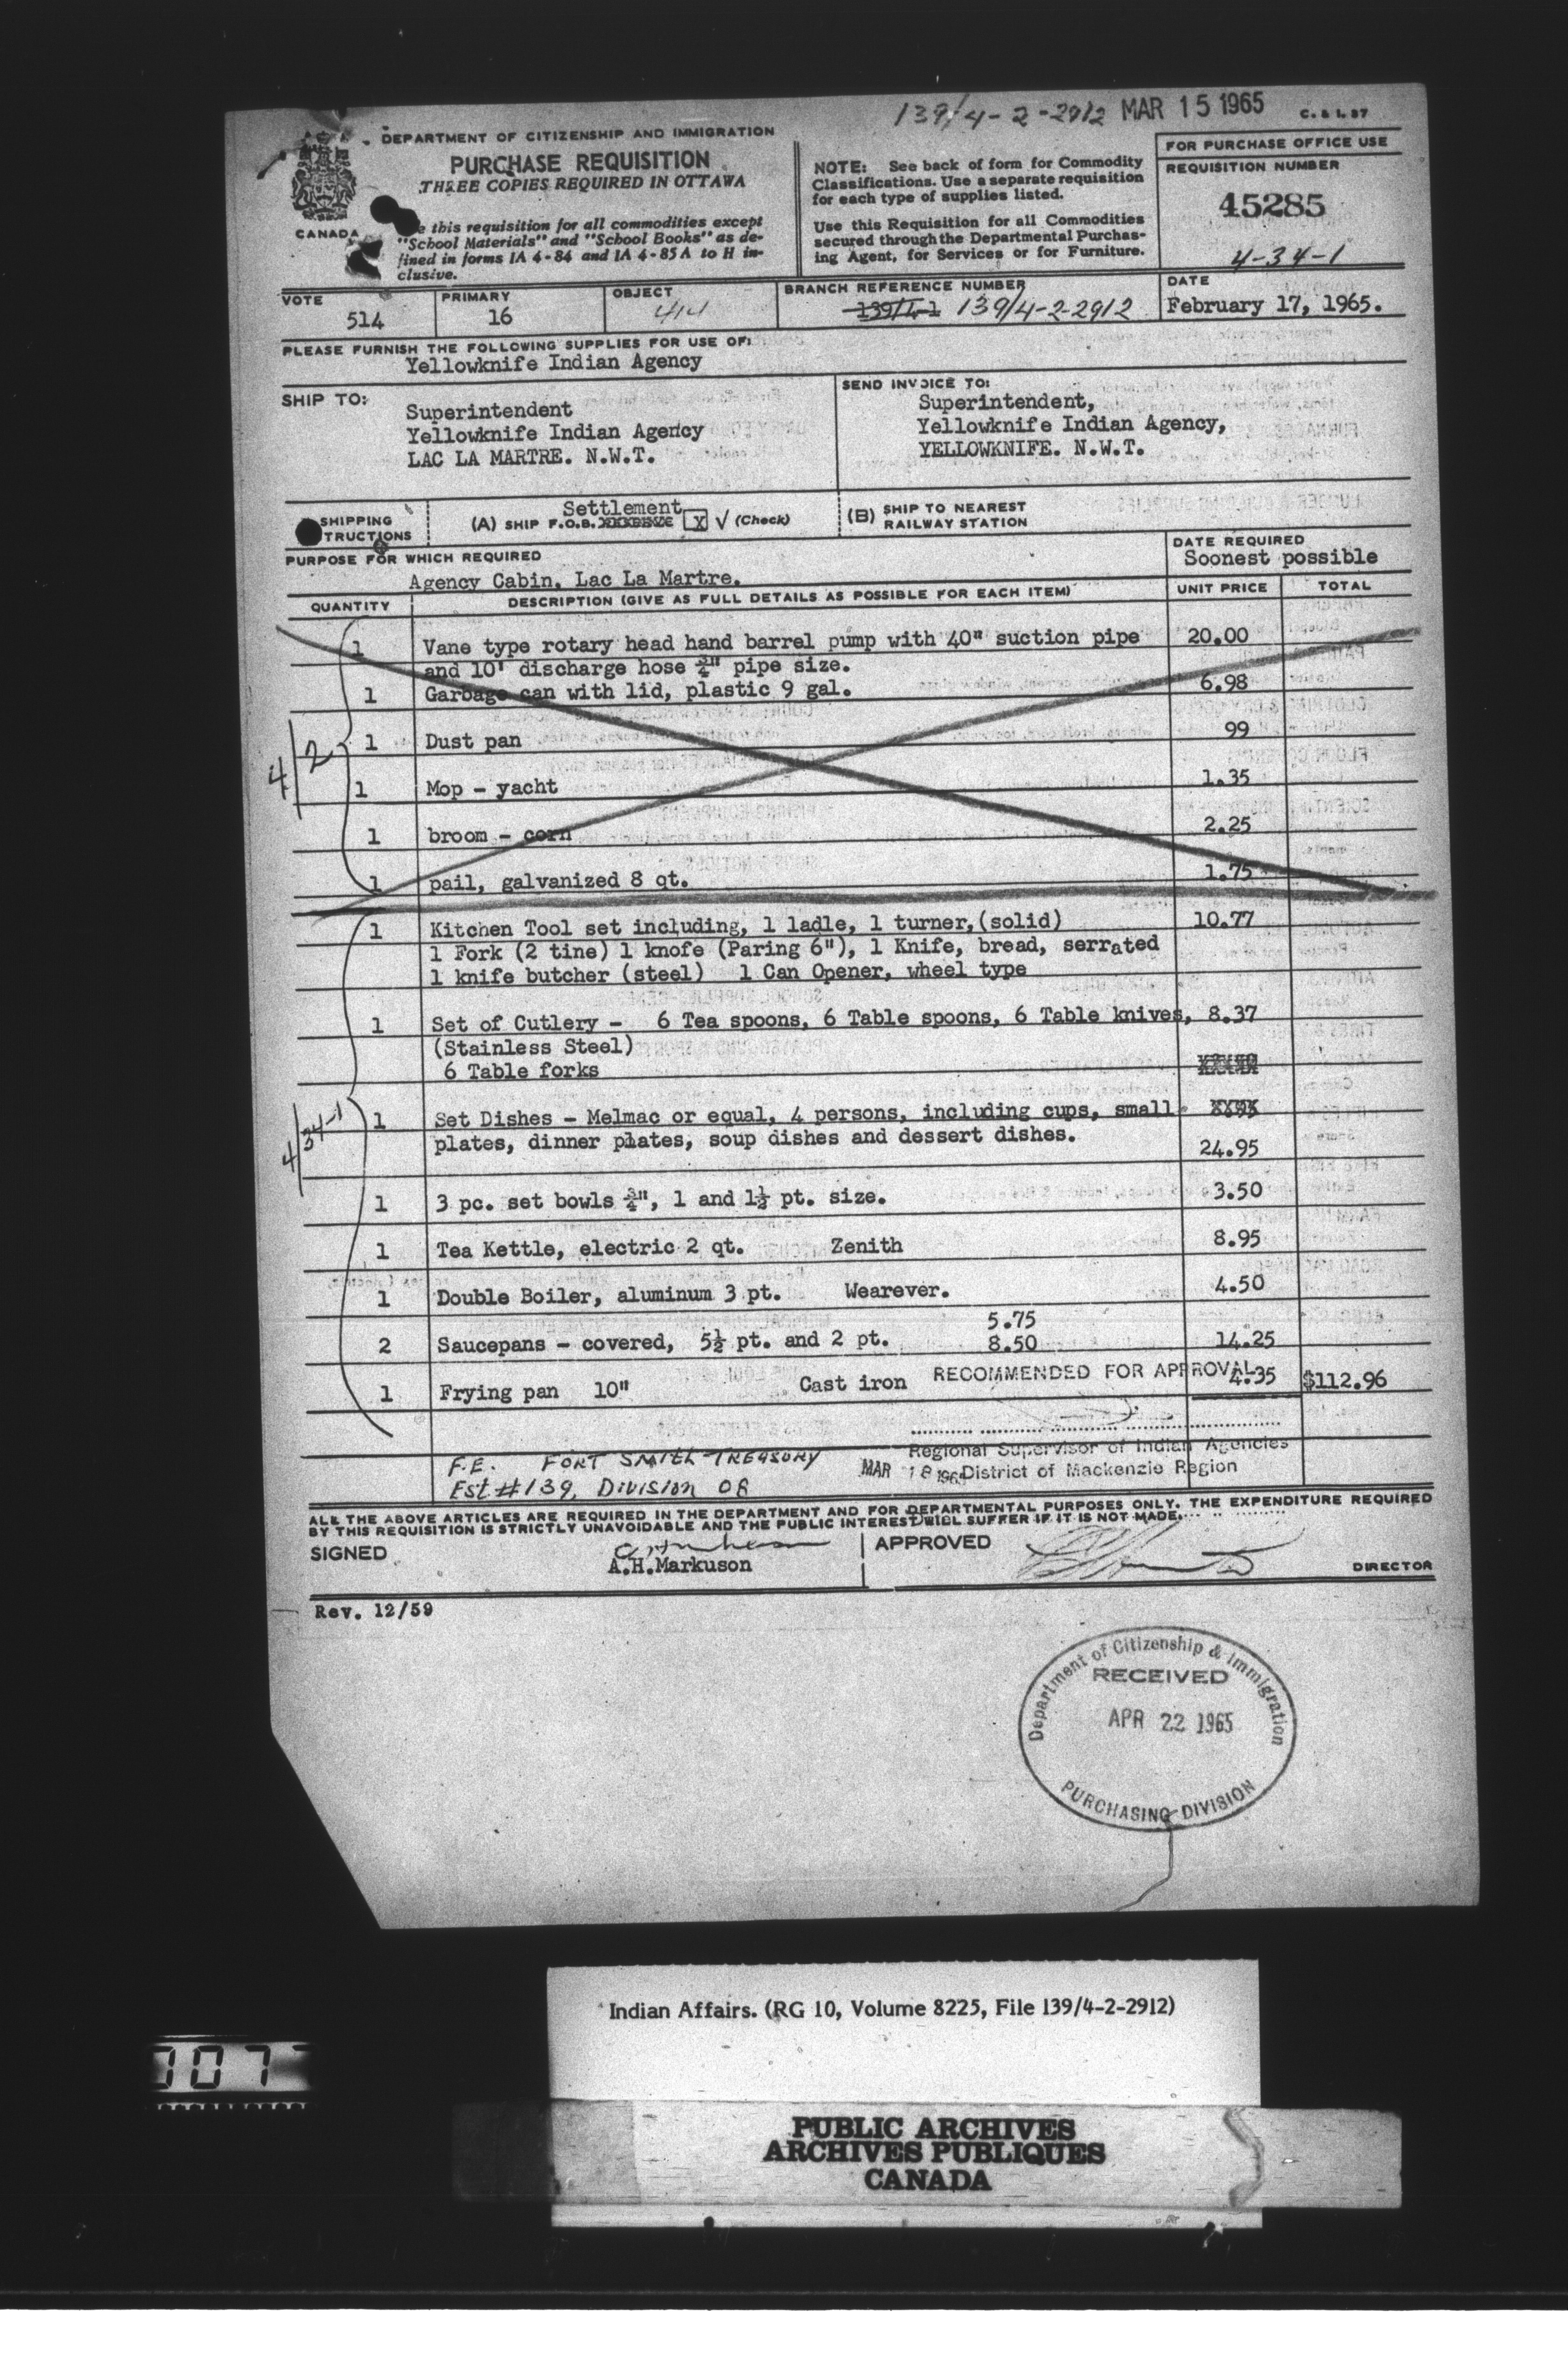 139/4-2-2912 MAR 15 1965 C. & I. 37
DEPARTMENT OF CITIZENSHIP AND IMMIGRATION
PURCHASE REQUISITION
THREE COPIES REQUIRED IN OTTAWA
CANADA
e this requisition for all commodities except
"School Materials" and "School Books" as de-
fined in forms IA 4-84 and IA 4-85 A to H in-
clusive.
NOTE: See back of form for Commodity
Classifications. Use a separate requisition
for each type of supplies listed.
Use this Requisition for all Commodities
secured through the Departmental Purchas-
ing Agent, for Services or for Furniture.
FOR PURCHASE OFFICE USE
REQUISITION NUMBER
45285
4-34-1
VOTE
514
PRIMARY
16
OBJECT
414
BRANCH REFERENCE NUMBER
139/4-1 139/4-2-2912
DATE
February 17, 1965.
PLEASE FURNISH THE FOLLOWING SUPPLIES FOR USE OF:
Yellowknife Indian Agency
SHIP TO:
Superintendent
Yellowknife Indian Agency
LAC LA MARTRE. N.W.T.
SEND INVOICE TO:
Superintendent,
Yellowknife Indian Agency,
YELLOWKNIFE. N.W.T.
SHIPPING
TRUCTIONS
Settlement
(A) SHIP F.O.B. X √ (Check)
(B) SHIP TO NEAREST
RAILWAY STATION
PURPOSE FOR WHICH REQUIRED
Agency Cabin, Lac La Martre.
DATE REQUIRED
Soonest possible
QUANTITY DESCRIPTION (GIVE AS FULL DETAILS AS POSSIBLE FOR EACH ITEM) UNIT PRICE TOTAL
1 Vane type rotary head hand barrel pump with 40" suction pipe 20.00
and 10' discharge hose ¾" pipe size.
1 Garbage can with lid, plastic 9 gal. 6.98
4/2
1 Dust pan 99
1 Mop - yacht 1.35
1 broom - corn 2.25
1 pail, galvanized 8 qt. 1.75
1 Kitchen Tool set including, 1 ladle, 1 turner,(solid) 10.77
1 Fork (2 tine) 1 knofe (Paring 6"), 1 Knife, bread, serrated
1 knife butcher (steel) 1 Can Opener, wheel type
1 Set of Cutlery - 6 Tea spoons, 6 Table spoons, 6 Table knives, 8.37
(Stainless Steel)
6 Table forks
4/34-1
1 Set Dishes - Melmac or equal, 4 persons, including cups, small
plates, dinner plates, soup dishes and dessert dishes. 24.95
1 3 pc. set bowls ¾", 1 and 1½ pt. size. 3.50
1 Tea Kettle, electric 2 qt. Zenith 8.95
1 Double Boiler, aluminum 3 pt. Wearever. 4.50
5.75
2 Saucepans - covered, 5½ pt. and 2 pt. 8.50 14.25
1 Frying pan 10" Cast iron 4.35 $112.96
RECOMMENDED FOR APPROVAL
F.E. FORT SMITH TREASURY
Est #139, DIVISION 08
Regional Supervisor of Indian Agencies
MAR 18 1965 District of Mackenzie Region
ALL THE ABOVE ARTICLES ARE REQUIRED IN THE DEPARTMENT AND FOR DEPARTMENTAL PURPOSES ONLY. THE EXPENDITURE REQUIRED
BY THIS REQUISITION IS STRICTLY UNAVOIDABLE AND THE PUBLIC INTEREST WILL SUFFER IF IT IS NOT MADE.
SIGNED
A.H.Markuson
APPROVED
DIRECTOR
Rev. 12/59
Department of Citizenship & Immigration
RECEIVED
APR 22 1965
PURCHASING DIVISION
Indian Affairs. (RG 10, Volume 8225, File 139/4-2-2912)
PUBLIC ARCHIVES
ARCHIVES PUBLIQUES
CANADA